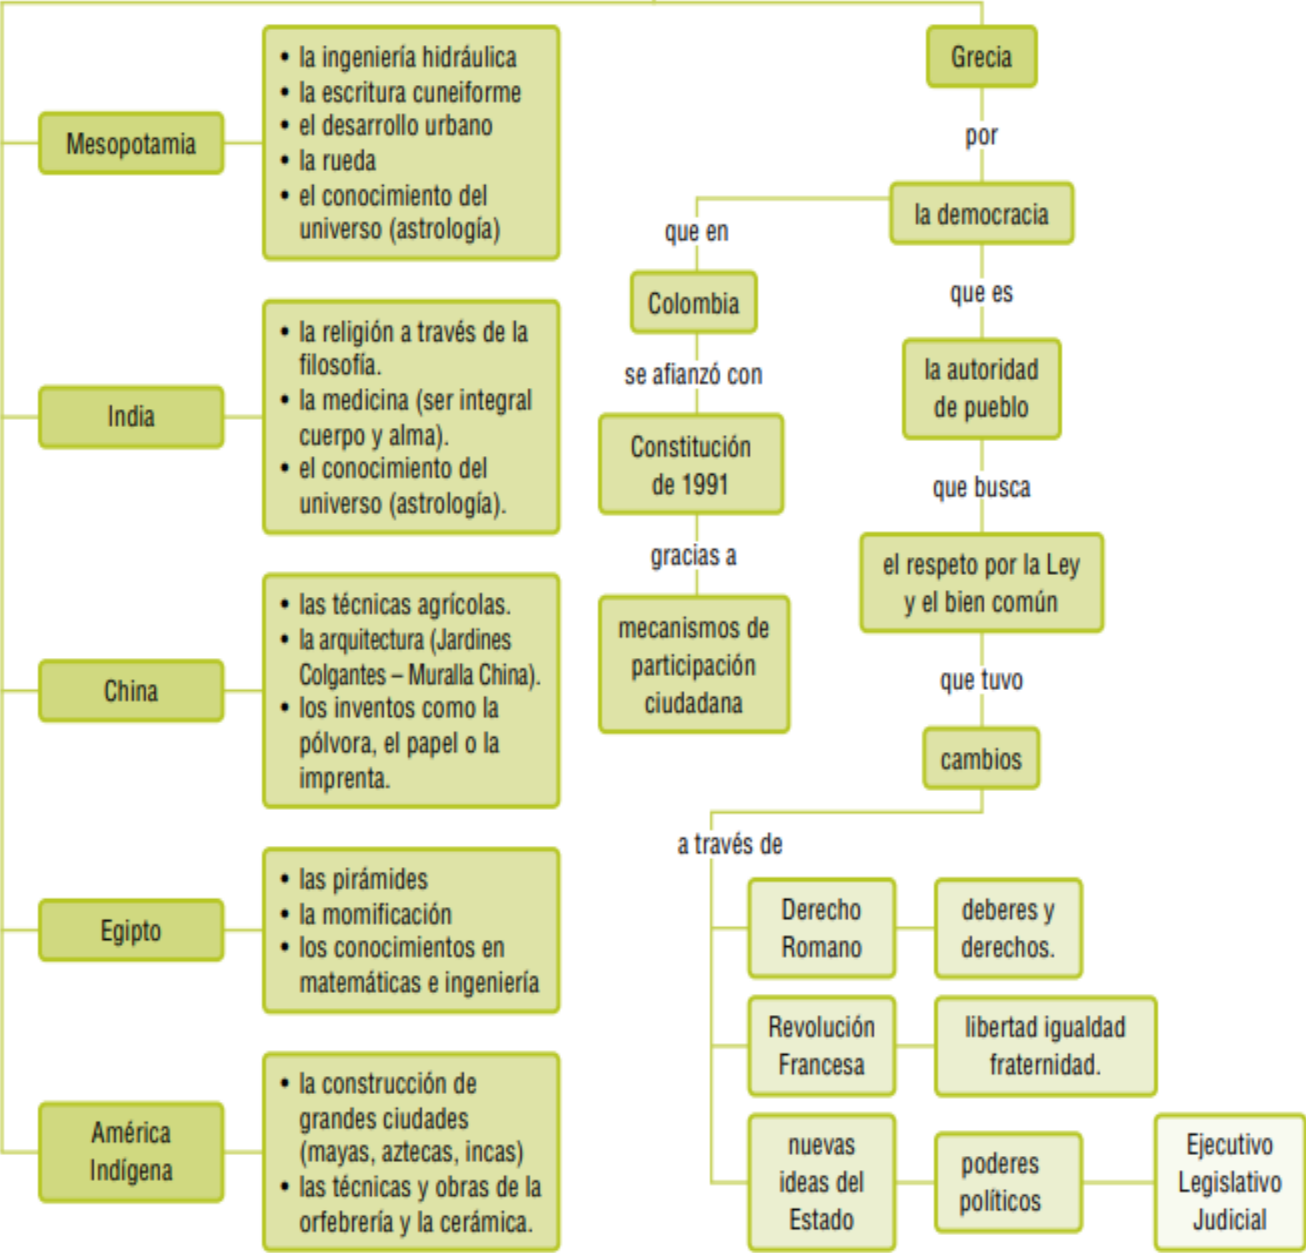 Mesopotamia
• la ingeniería hidráulica
• la escritura cuneiforme
• el desarrollo urbano
• la rueda
• el conocimiento del
universo (astrología)
India
• la religión a través de la
filosofía.
• la medicina (ser integral
cuerpo y alma).
• el conocimiento del
universo (astrología).
China
• las técnicas agrícolas.
• la arquitectura (Jardines
Colgantes – Muralla China).
• los inventos como la
pólvora, el papel o la
imprenta.
Egipto
• las pirámides
• la momificación
• los conocimientos en
matemáticas e ingeniería
América
Indígena
• la construcción de
grandes ciudades
(mayas, aztecas, incas)
• las técnicas y obras de la
orfebrería y la cerámica.
Grecia
por
la democracia
que en
Colombia
se afianzó con
Constitución
de 1991
gracias a
mecanismos de
participación
ciudadana
que es
la autoridad
de pueblo
que busca
el respeto por la Ley
y el bien común
que tuvo
cambios
a través de
Derecho
Romano
deberes y
derechos.
Revolución
Francesa
libertad igualdad
fraternidad.
nuevas
ideas del
Estado
poderes
políticos
Ejecutivo
Legislativo
Judicial